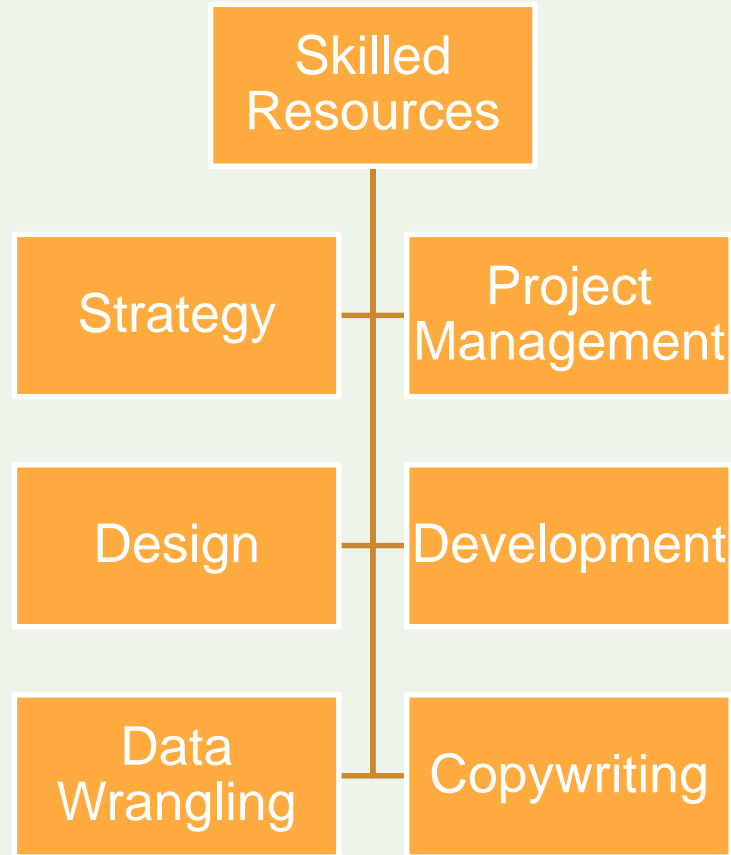 Skilled
Resources
Strategy
Project
Management
Design
Development
Data
Wrangling
Copywriting